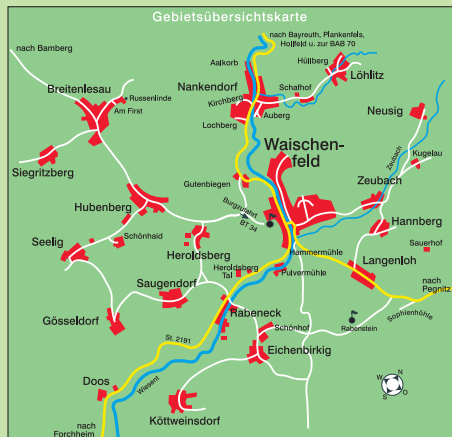 Gebietsübersichtskarte
nach Bamberg
nach Bayreuth, Plankenfels,
Hollfeld u. zur BAB 70
Aalkorb
Hüllberg
Löhlitz
Nankendorf
Schafhof
Breitenlesau
Russenlinde
Am First
Kirchberg
Auberg
Lochberg
Neusig
Waischen-
feld
Zeubach
Kugelau
Siegritzberg
Gutenbiegen
Zeubach
Hubenberg
Burgzufahrt
BT 34
Hannberg
Seelig
Schönhaid
Heroldsberg
Hammermühle
Sauerhof
Langenloh
Heroldsberg
Tal
Pulvermühle
nach
Pegnitz
Saugendorf
Rabeneck
Sophienhöhle
Gösseldorf
Schönhof
Rabenstein
St. 2191
Eichenbirkig
Doos
Wiesent
W
N
S
O
Köttweinsdorf
nach
Forchheim